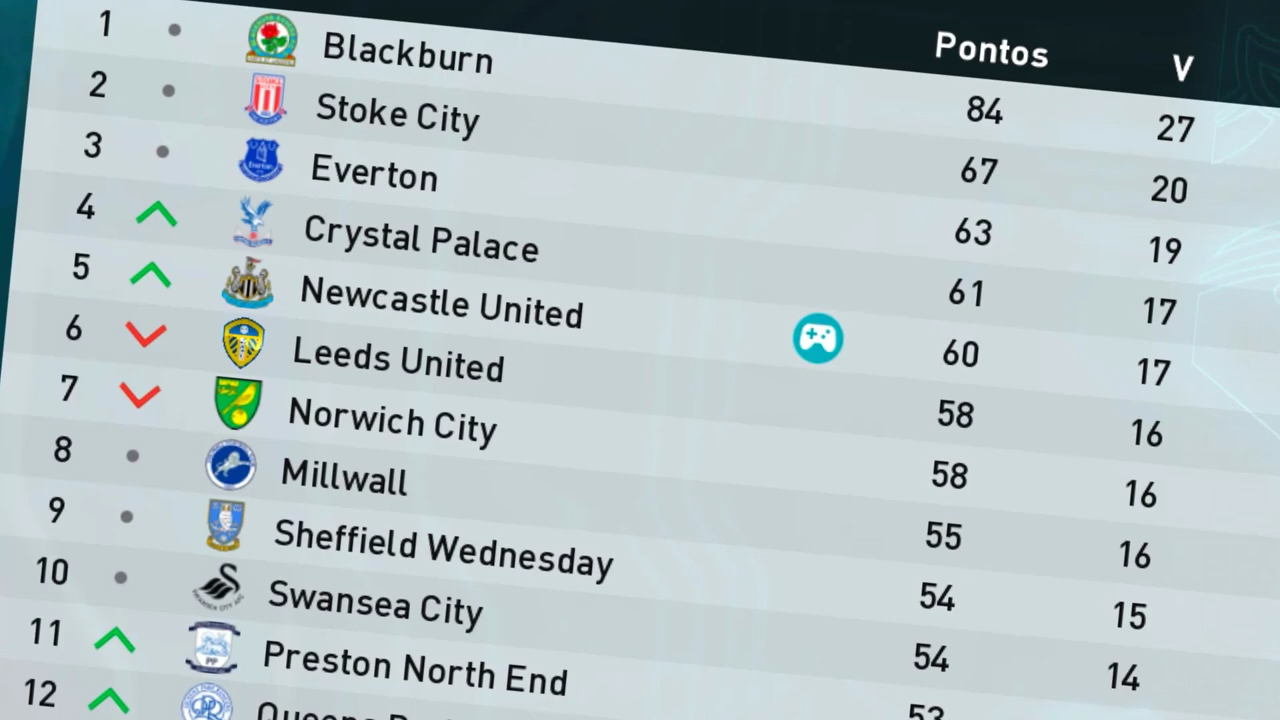 Pontos V
1 Blackburn 84 27
2 Stoke City 67 20
3 Everton 63 19
4 Crystal Palace 61 17
5 Newcastle United 60 17
6 Leeds United 58 16
7 Norwich City 58 16
8 Millwall 55 16
9 Sheffield Wednesday 54 15
10 Swansea City 54 14
11 Preston North End 53
12 Queens